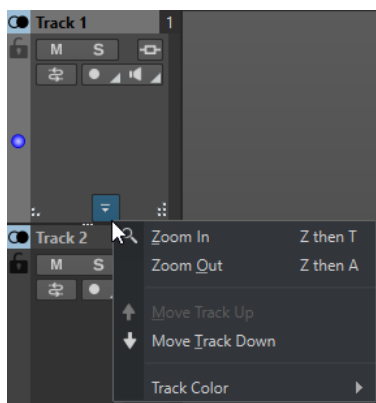 Track 1 1
M S
Track 2
M S
Zoom In Z then T
Zoom Out Z then A
Move Track Up
Move Track Down
Track Color